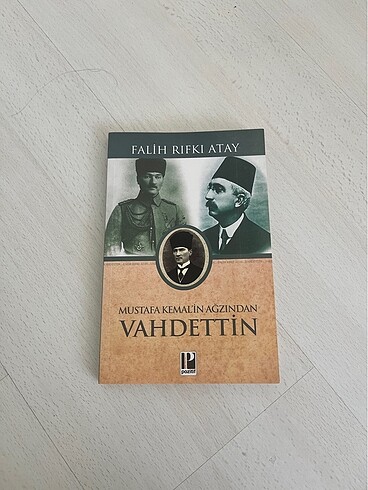 FALİH RIFKI ATAY
MUSTAFA KEMAL'İN AĞZINDAN
VAHDETTİN
P
pozitif